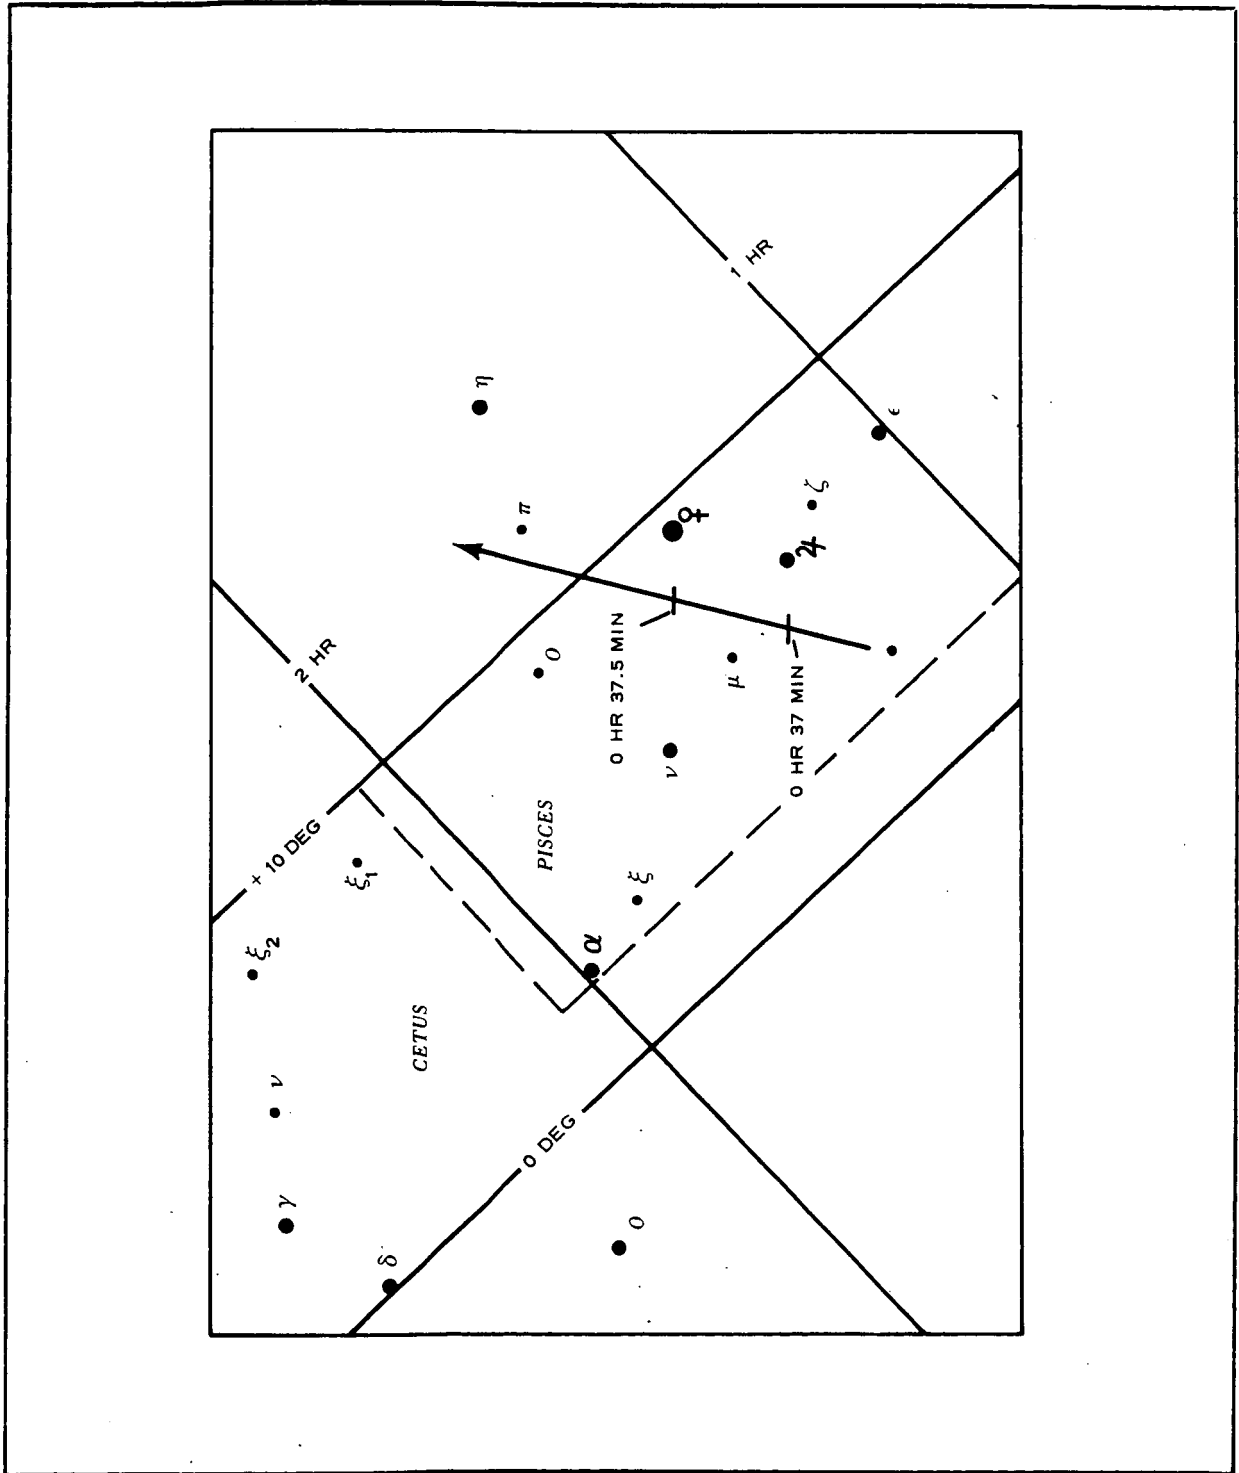 1 HR
η
ϵ
π
ζ
♀
♃
2 HR
O
0 HR 37.5 MIN
μ
0 HR 37 MIN
ν
+ 10 DEG
PISCES
ξ1
ξ
α
ξ2
CETUS
ν
0 DEG
γ
O
δ